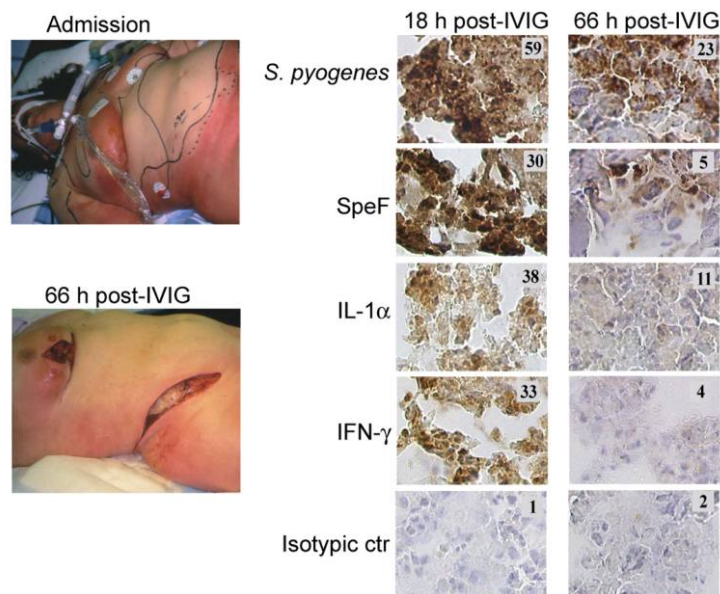 Admission
66 h post-IVIG
18 h post-IVIG 66 h post-IVIG
S. pyogenes 59 23
SpeF 30 5
IL-1α 38 11
IFN-γ 33 4
Isotypic ctr 1 2